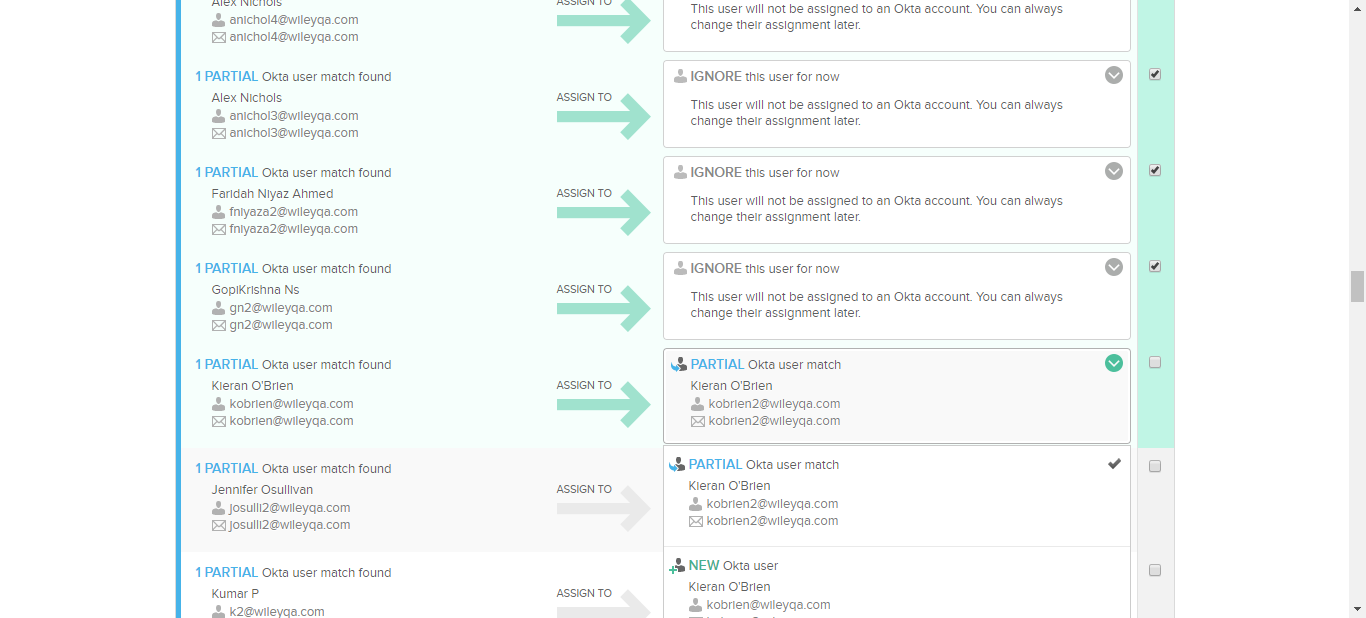 Alex Nichols
anichol4@wileyqa.com
anichol4@wileyqa.com
ASSIGN TO
This user will not be assigned to an Okta account. You can always
change their assignment later.
1 PARTIAL Okta user match found
Alex Nichols
anichol3@wileyqa.com
anichol3@wileyqa.com
ASSIGN TO
IGNORE this user for now
This user will not be assigned to an Okta account. You can always
change their assignment later.
1 PARTIAL Okta user match found
Faridah Niyaz Ahmed
fniyaza2@wileyqa.com
fniyaza2@wileyqa.com
ASSIGN TO
IGNORE this user for now
This user will not be assigned to an Okta account. You can always
change their assignment later.
1 PARTIAL Okta user match found
GopiKrishna Ns
gn2@wileyqa.com
gn2@wileyqa.com
ASSIGN TO
IGNORE this user for now
This user will not be assigned to an Okta account. You can always
change their assignment later.
1 PARTIAL Okta user match found
Kieran O'Brien
kobrien@wileyqa.com
kobrien@wileyqa.com
ASSIGN TO
PARTIAL Okta user match
Kieran O'Brien
kobrien2@wileyqa.com
kobrien2@wileyqa.com
1 PARTIAL Okta user match found
Jennifer Osullivan
josulli2@wileyqa.com
josulli2@wileyqa.com
ASSIGN TO
PARTIAL Okta user match
Kieran O'Brien
kobrien2@wileyqa.com
kobrien2@wileyqa.com
1 PARTIAL Okta user match found
Kumar P
k2@wileyqa.com
ASSIGN TO
NEW Okta user
Kieran O'Brien
kobrien@wileyqa.com